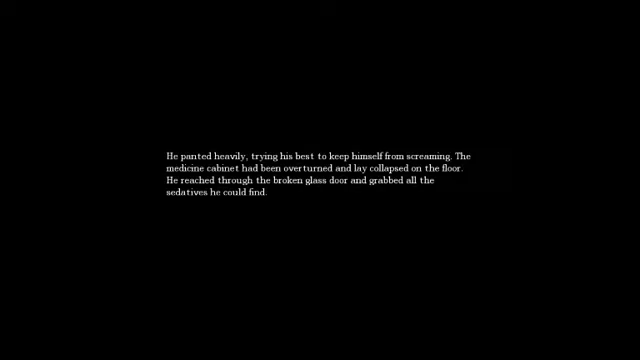 He panted heavily, trying his best to keep himself from screaming. The
medicine cabinet had been overturned and lay collapsed on the floor.
He reached through the broken glass door and grabbed all the
sedatives he could find.